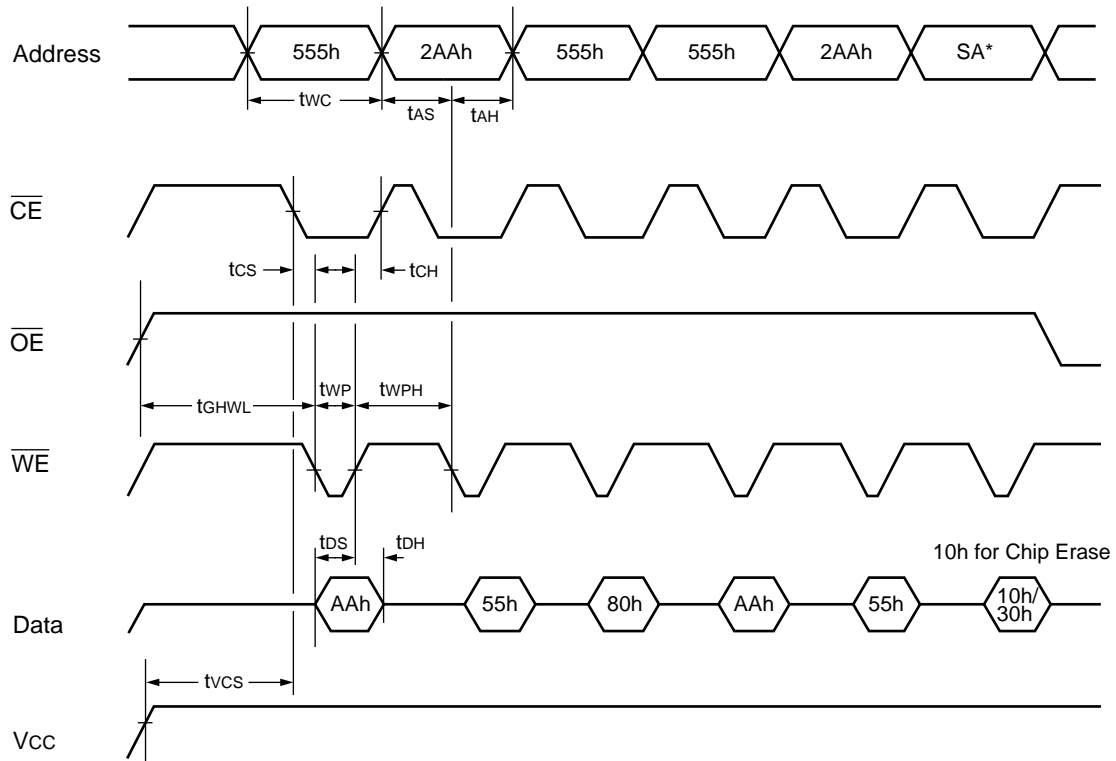 Address
555h
2AAh
555h
555h
2AAh
SA*
tWC
tAS
tAH
CE
tCS
tCH
OE
tGHWL
tWP
tWPH
WE
tDS
tDH
10h for Chip Erase
Data
AAh
55h
80h
AAh
55h
10h/
30h
tVCS
VCC